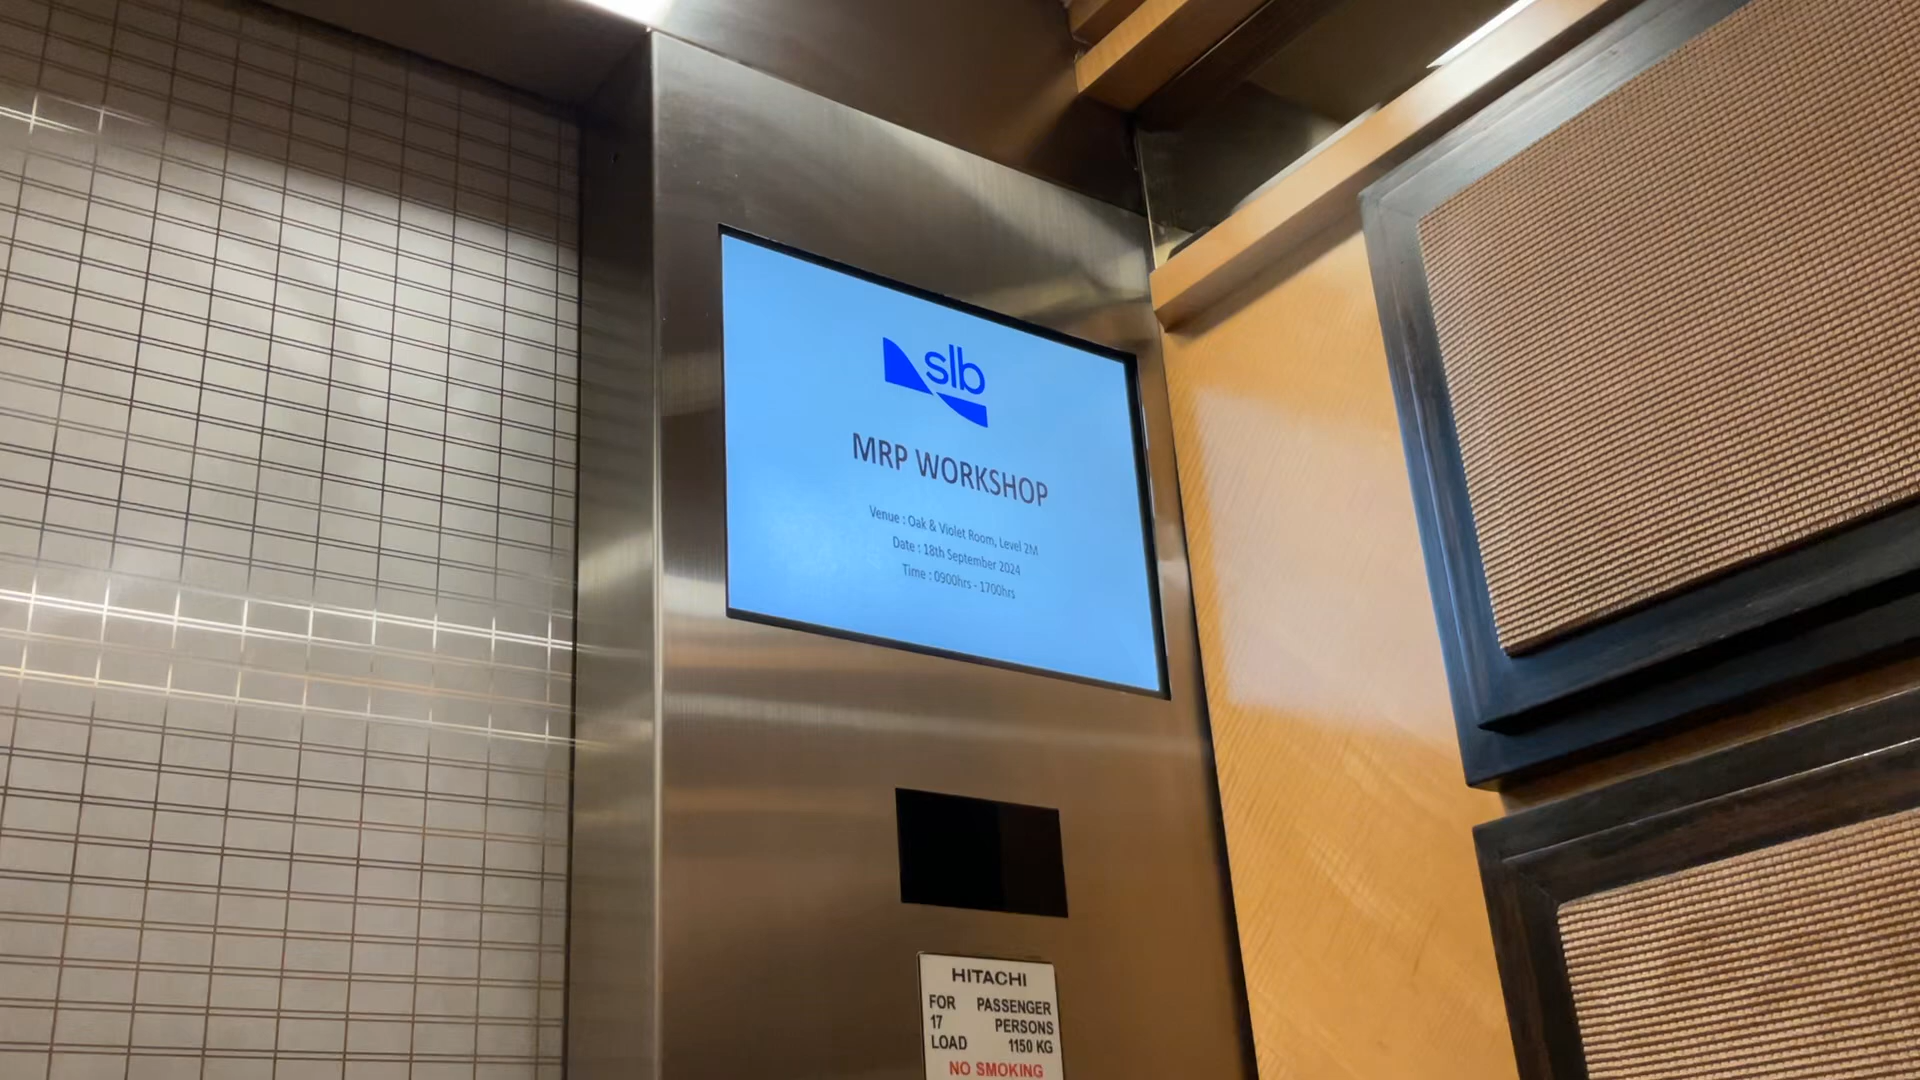 slb
MRP WORKSHOP
Venue : Oak & Violet Room, Level 2M
Date : 18th September 2024
Time : 0900hrs - 1700hrs
HITACHI
FOR PASSENGER
17 PERSONS
LOAD 1150 KG
NO SMOKING